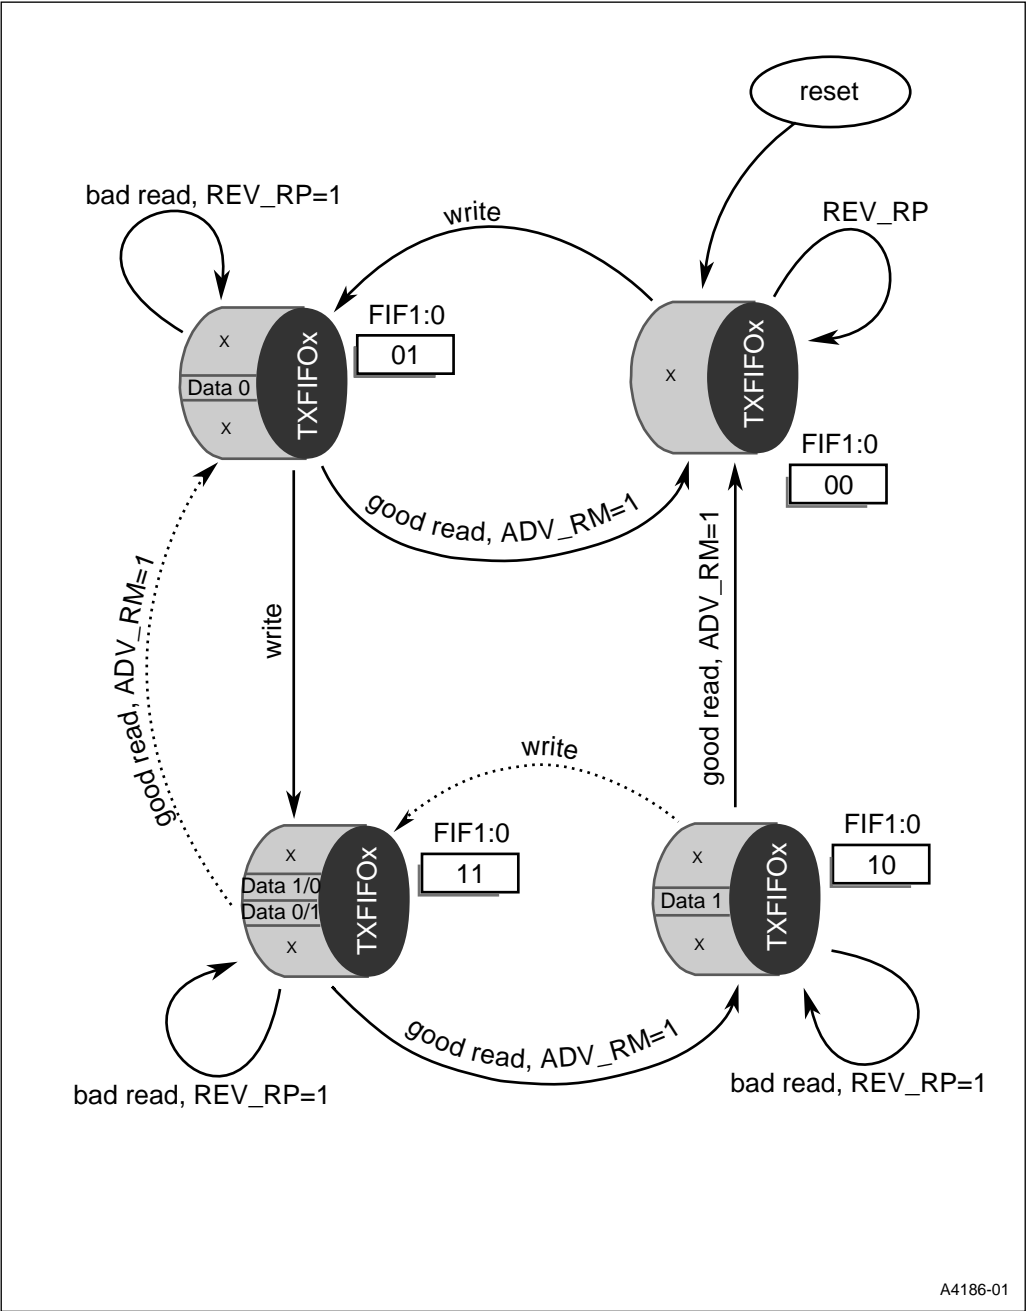 reset
bad read, REV_RP=1
write
REV_RP
X
Data 0
X
TXFIFOx
FIF1:0
01
X
TXFIFOx
FIF1:0
00
good read, ADV_RM=1
good read, ADV_RM=1
write
good read, ADV_RM=1
write
X
Data 1/0
Data 0/1
X
TXFIFOx
FIF1:0
11
X
Data 1
X
TXFIFOx
FIF1:0
10
good read, ADV_RM=1
bad read, REV_RP=1
bad read, REV_RP=1
A4186-01